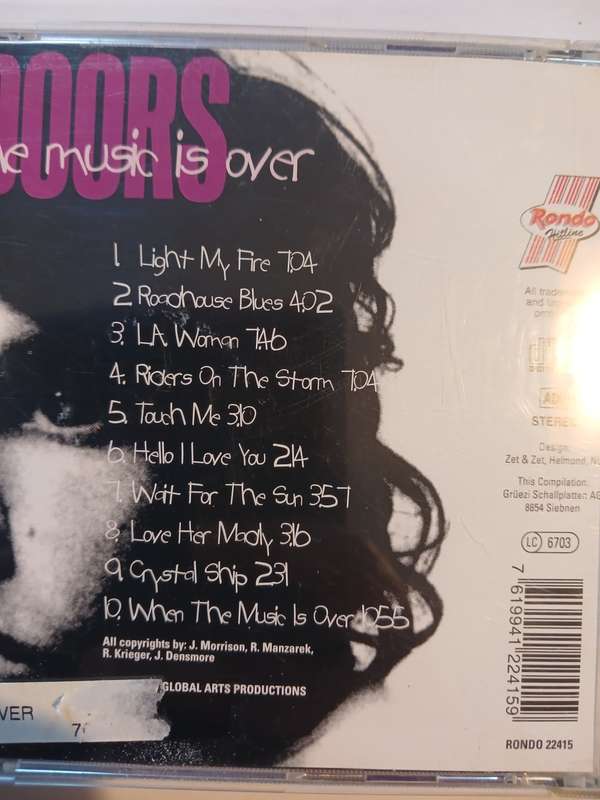 DOORS
he music is over
1. Light My Fire 7.04
2 Roadhouse Blues 4.02
3. L.A. Woman 7.46
4. Riders On The Storm 7.04
5. Touch Me 3.10
6. Hello I Love You 2.14
7. Wait For The Sun 3.57
8. Love Her Madly 3.16
9. Crystal Ship 2.31
10. When The Music Is Over 10.55
All copyrights by: J. Morrison, R. Manzarek,
R. Krieger, J. Densmore
GLOBAL ARTS PRODUCTIONS
VER
7
Rondo
Hitline
All
and
STEREO
Design:
Zet & Zet, Helmond,
This Compilation:
Grüezi Schallplatten AG
8854 Siebnen
LC 6703
7 619941 224159
RONDO 22415